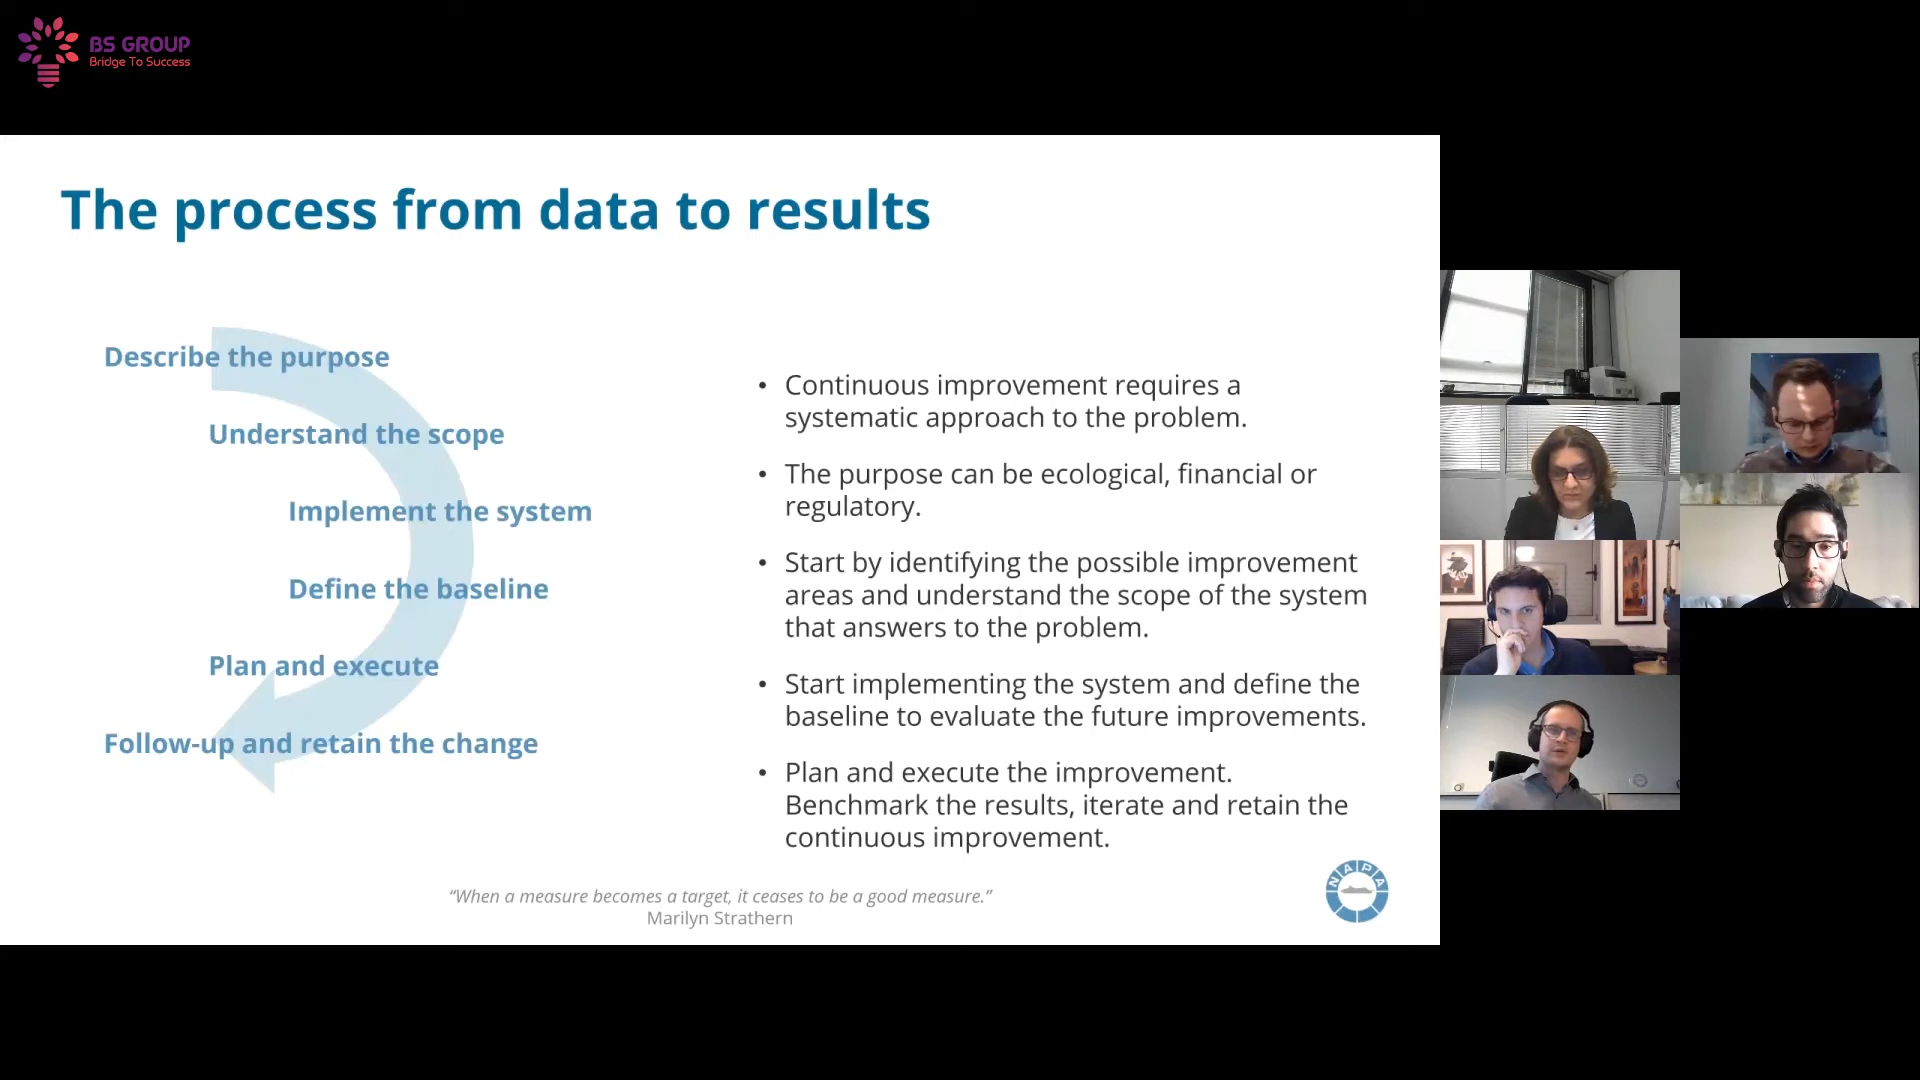 BS GROUP
Bridge To Success
The process from data to results
Describe the purpose
Understand the scope
Implement the system
Define the baseline
Plan and execute
Follow-up and retain the change
• Continuous improvement requires a
systematic approach to the problem.
• The purpose can be ecological, financial or
regulatory.
• Start by identifying the possible improvement
areas and understand the scope of the system
that answers to the problem.
• Start implementing the system and define the
baseline to evaluate the future improvements.
• Plan and execute the improvement.
Benchmark the results, iterate and retain the
continuous improvement.
“When a measure becomes a target, it ceases to be a good measure.”
Marilyn Strathern
NAPA